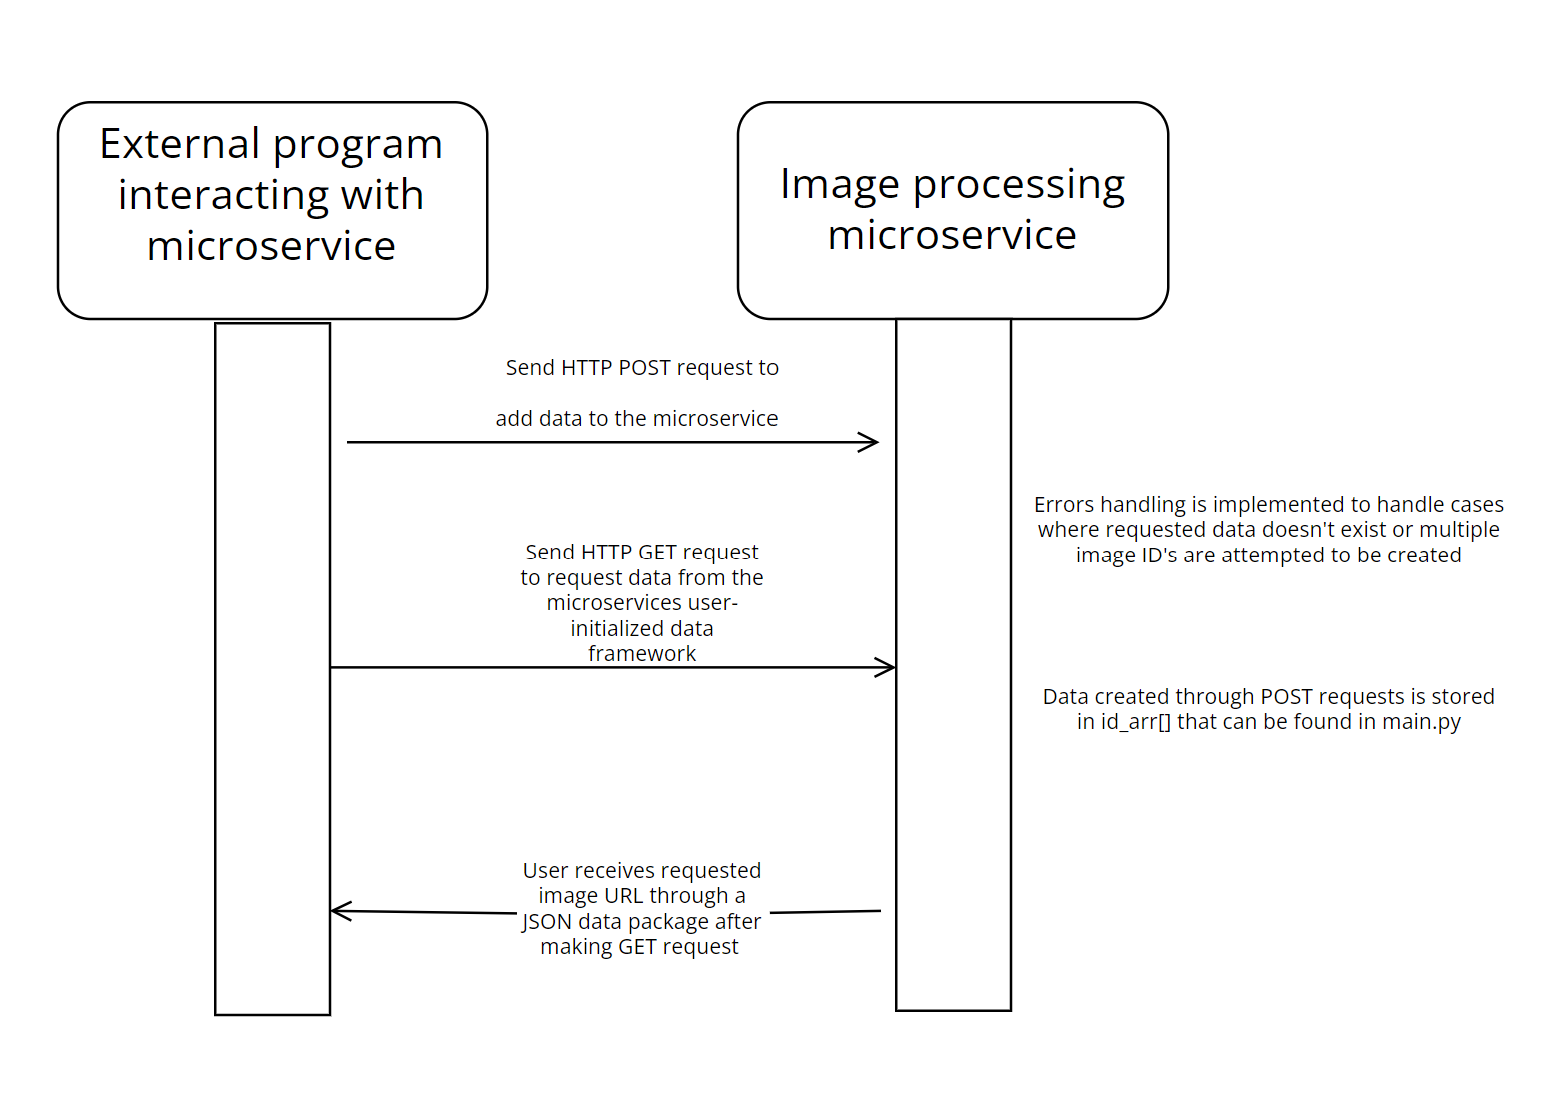 External program
interacting with
microservice
Image processing
microservice
Send HTTP POST request to
add data to the microservice
Errors handling is implemented to handle cases
where requested data doesn't exist or multiple
image ID's are attempted to be created
Send HTTP GET request
to request data from the
microservices user-
initialized data
framework
Data created through POST requests is stored
in id_arr[] that can be found in main.py
User receives requested
image URL through a
JSON data package after
making GET request